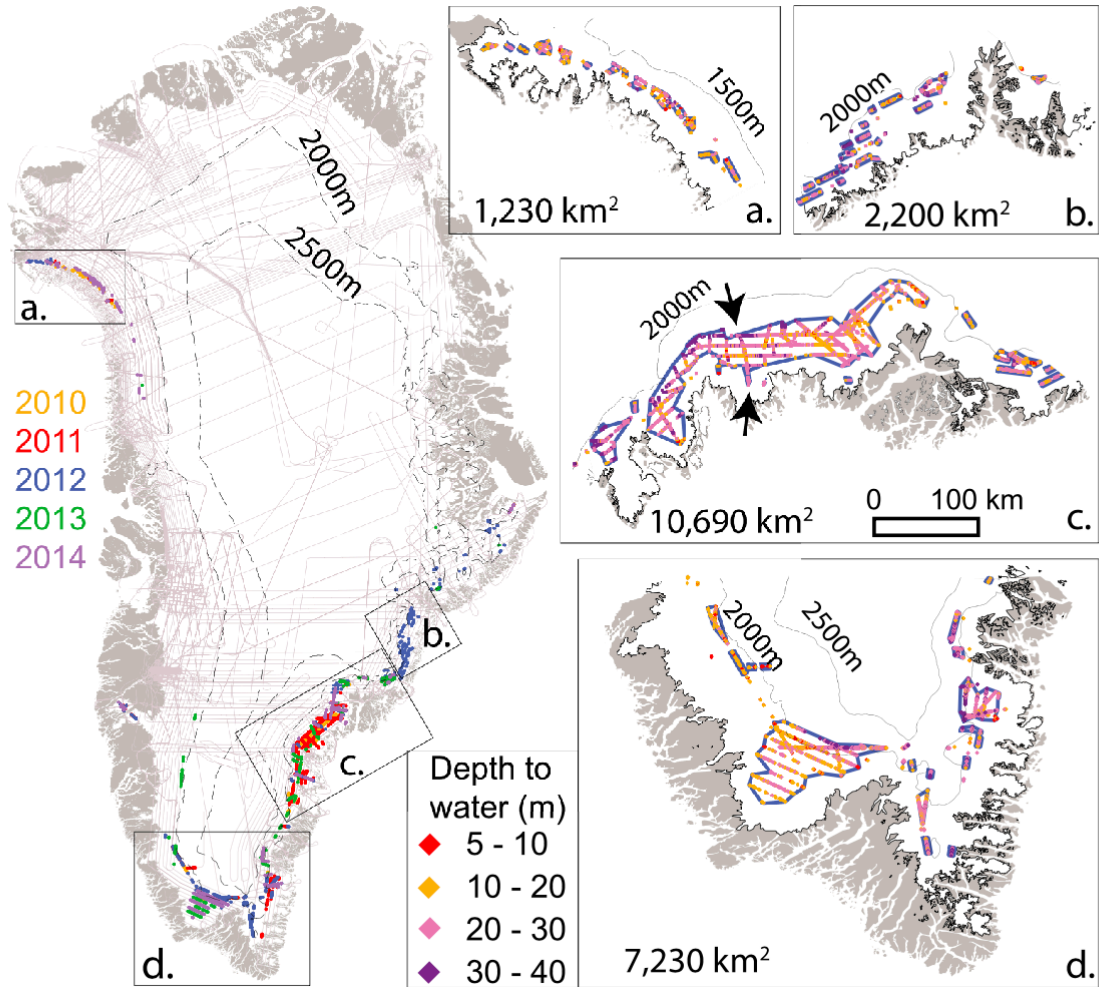 2000m
2500m
a.
2010
2011
2012
2013
2014
b.
c.
d.
Depth to
water (m)
5 - 10
10 - 20
20 - 30
30 - 40
1500m
1,230 km²
a.
2000m
2,200 km²
b.
2000m
10,690 km²
0 100 km
c.
2000m
2500m
7,230 km²
d.